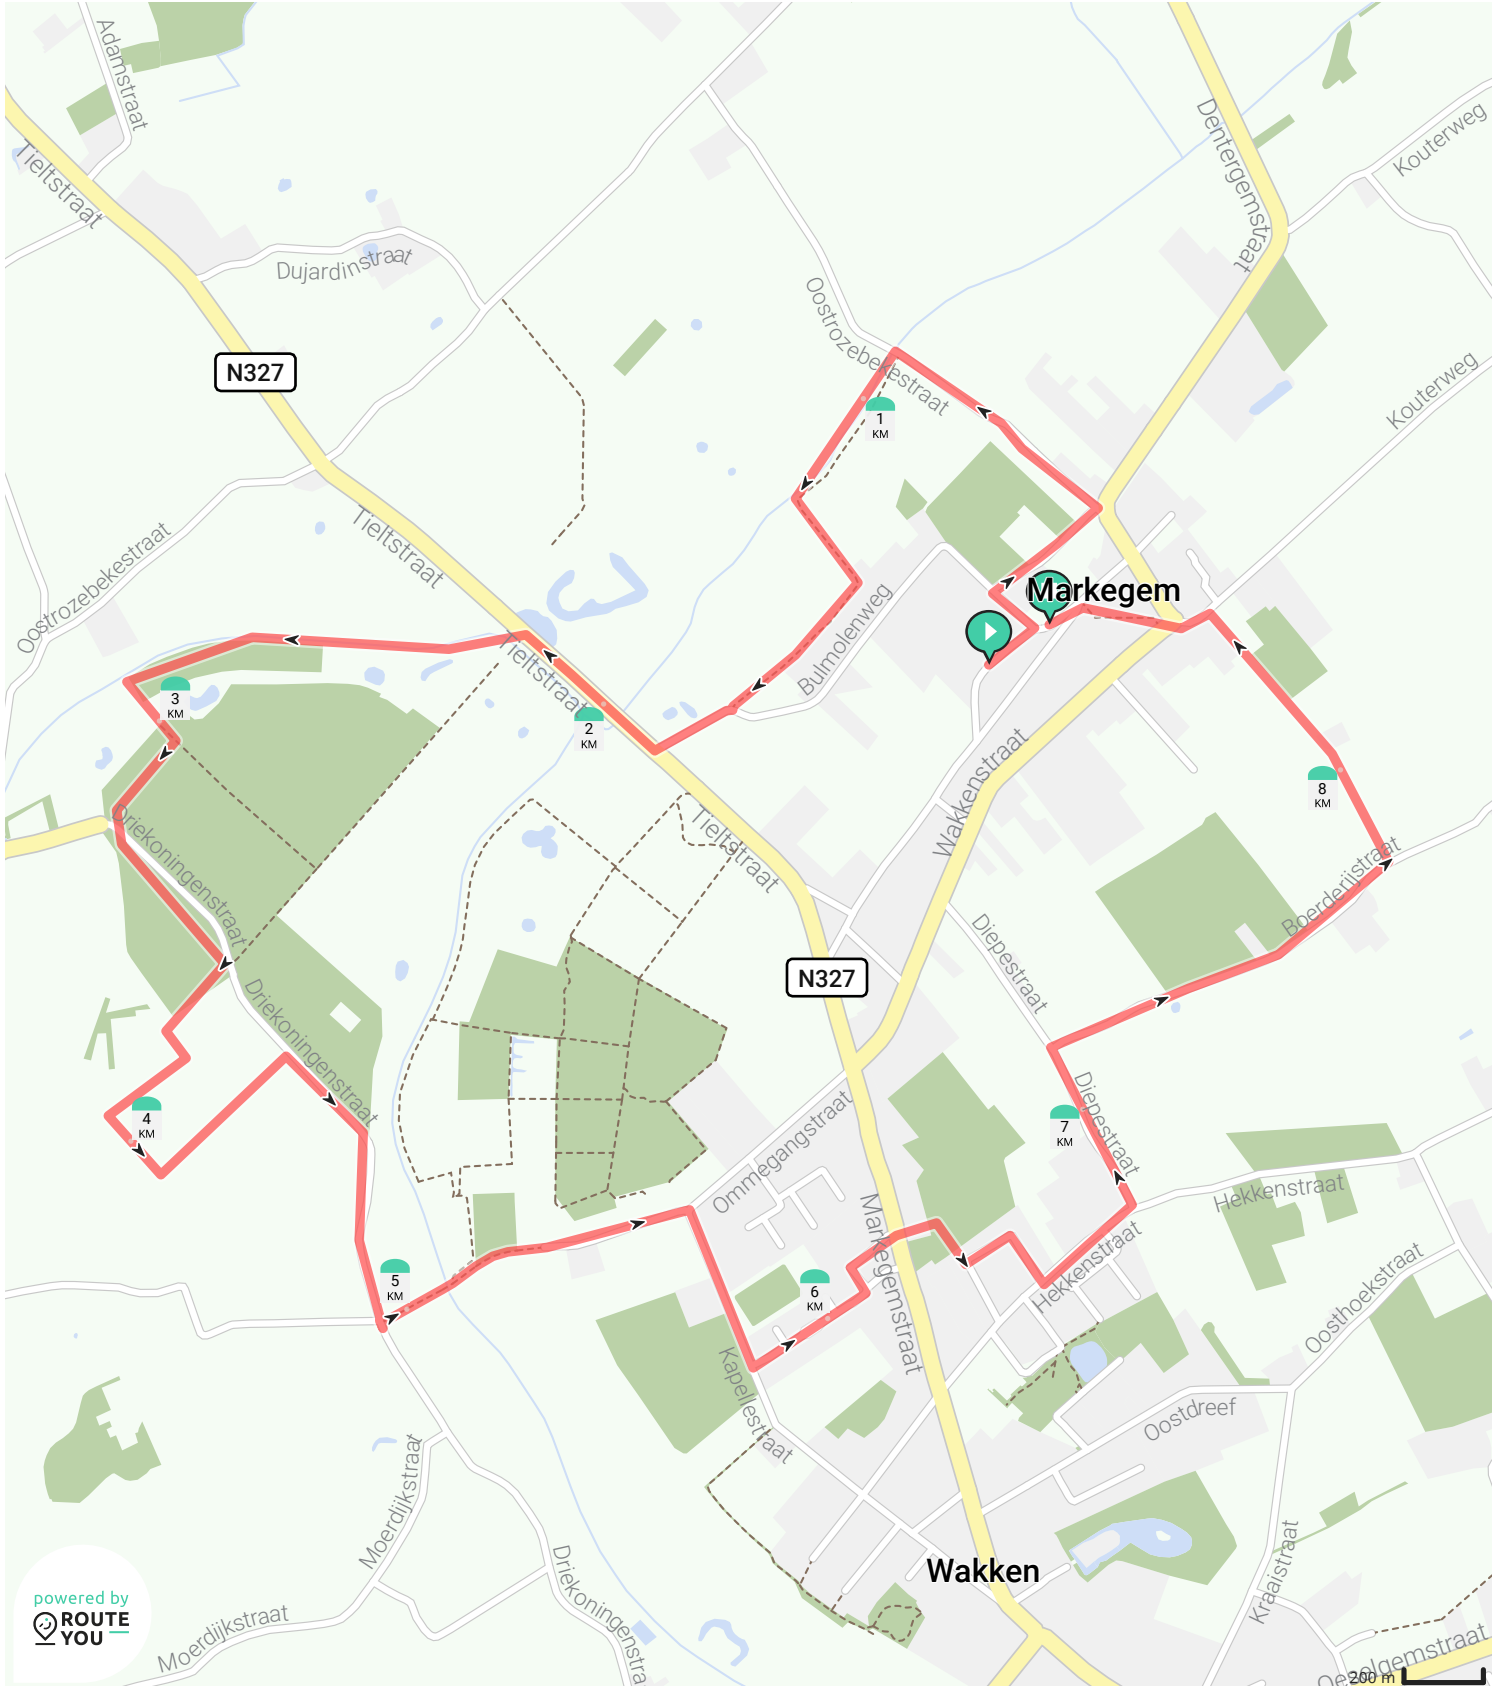 Adamstraat
Tieltstraat
Dentergemstraat
Kouterweg
Dujardinstraat
Oostrozebekestraat
N327
Kouterweg
1
KM
Tieltstraat
Oostrozebekestraat
Markegem
Bulmolenweg
Tieltstraat
3
KM
2
KM
Wakkenstraat
8
KM
Driekoningenstraat
Tieltstraat
Boerderijstraat
Diepestraat
N327
Driekoningenstraat
4
KM
7
KM
Diepestraat
Ommegangstraat
Hekkenstraat
Markegemstraat
Hekkenstraat
5
KM
6
KM
Oosthoekstraat
Kapellestraat
Oostdreef
Moerdijkstraat
Wakken
Kraaistraat
Driekoningenstra
Moerdijkstraat
Oeselgemstraat
powered by
ROUTE
YOU
200 m